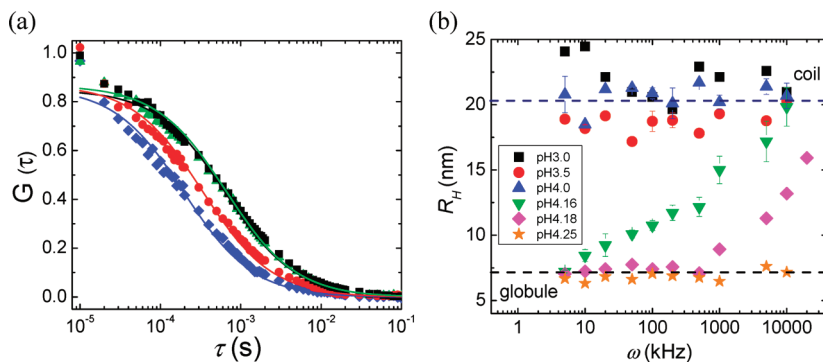 (a)
1.0
0.8
0.6
0.4
0.2
0.0
G (τ)
10⁻⁵ 10⁻⁴ 10⁻³ 10⁻² 10⁻¹
τ (s)
(b)
25
20
15
10
5
R_H (nm)
coil
pH3.0
pH3.5
pH4.0
pH4.16
pH4.18
pH4.25
globule
1 10 100 1000 10000
ω (kHz)